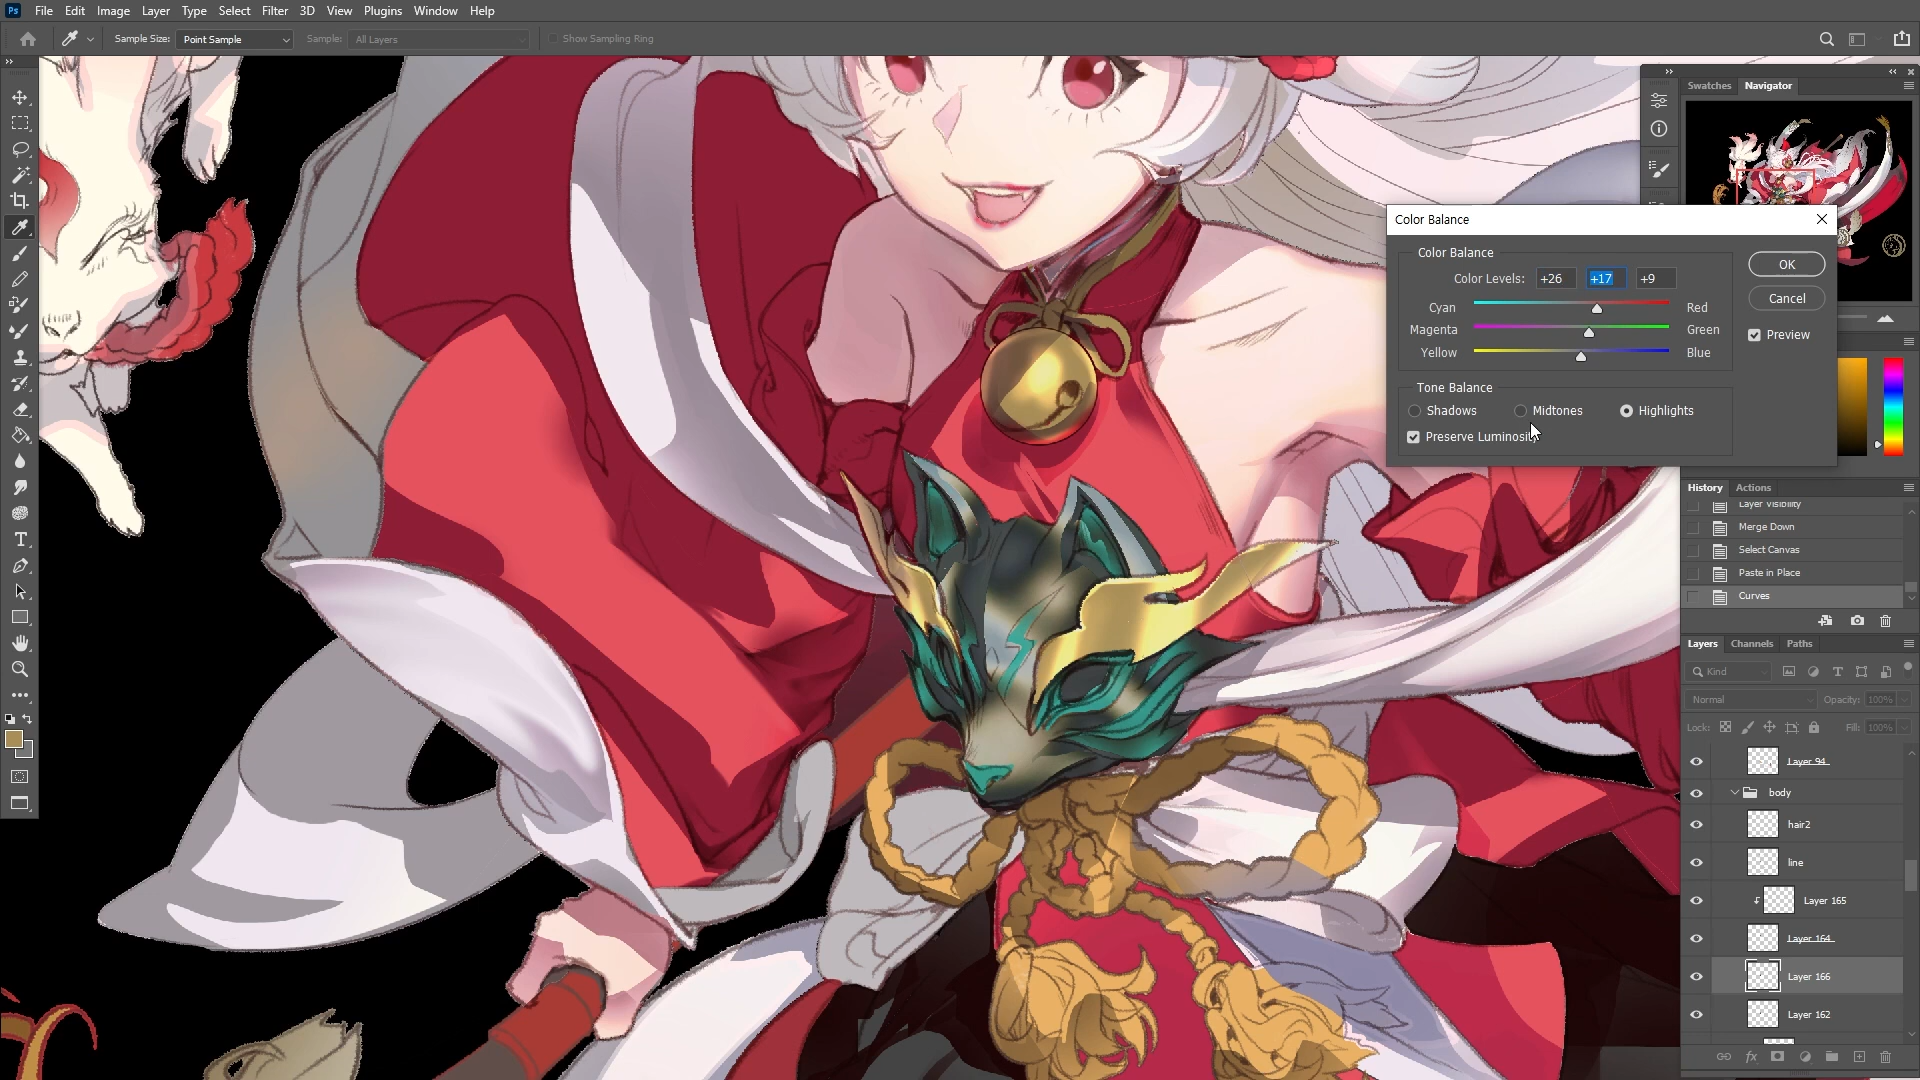 Ps File Edit Image Layer Type Select Filter 3D View Plugins Window Help
Sample Size: Point Sample Sample: All Layers Show Sampling Ring
Swatches Navigator
Color Balance
Color Balance
Color Levels: +26 +17 +9
OK
Cyan Red
Cancel
Magenta Green
Preview
Yellow Blue
Tone Balance
Shadows Midtones Highlights
Preserve Luminosit
History Actions
Layer Visibility
Merge Down
Select Canvas
Paste in Place
Curves
Layers Channels Paths
Kind
Normal Opacity: 100%
Lock: Fill: 100%
Layer 94
body
hair2
line
Layer 165
Layer 164
Layer 166
Layer 162
fx